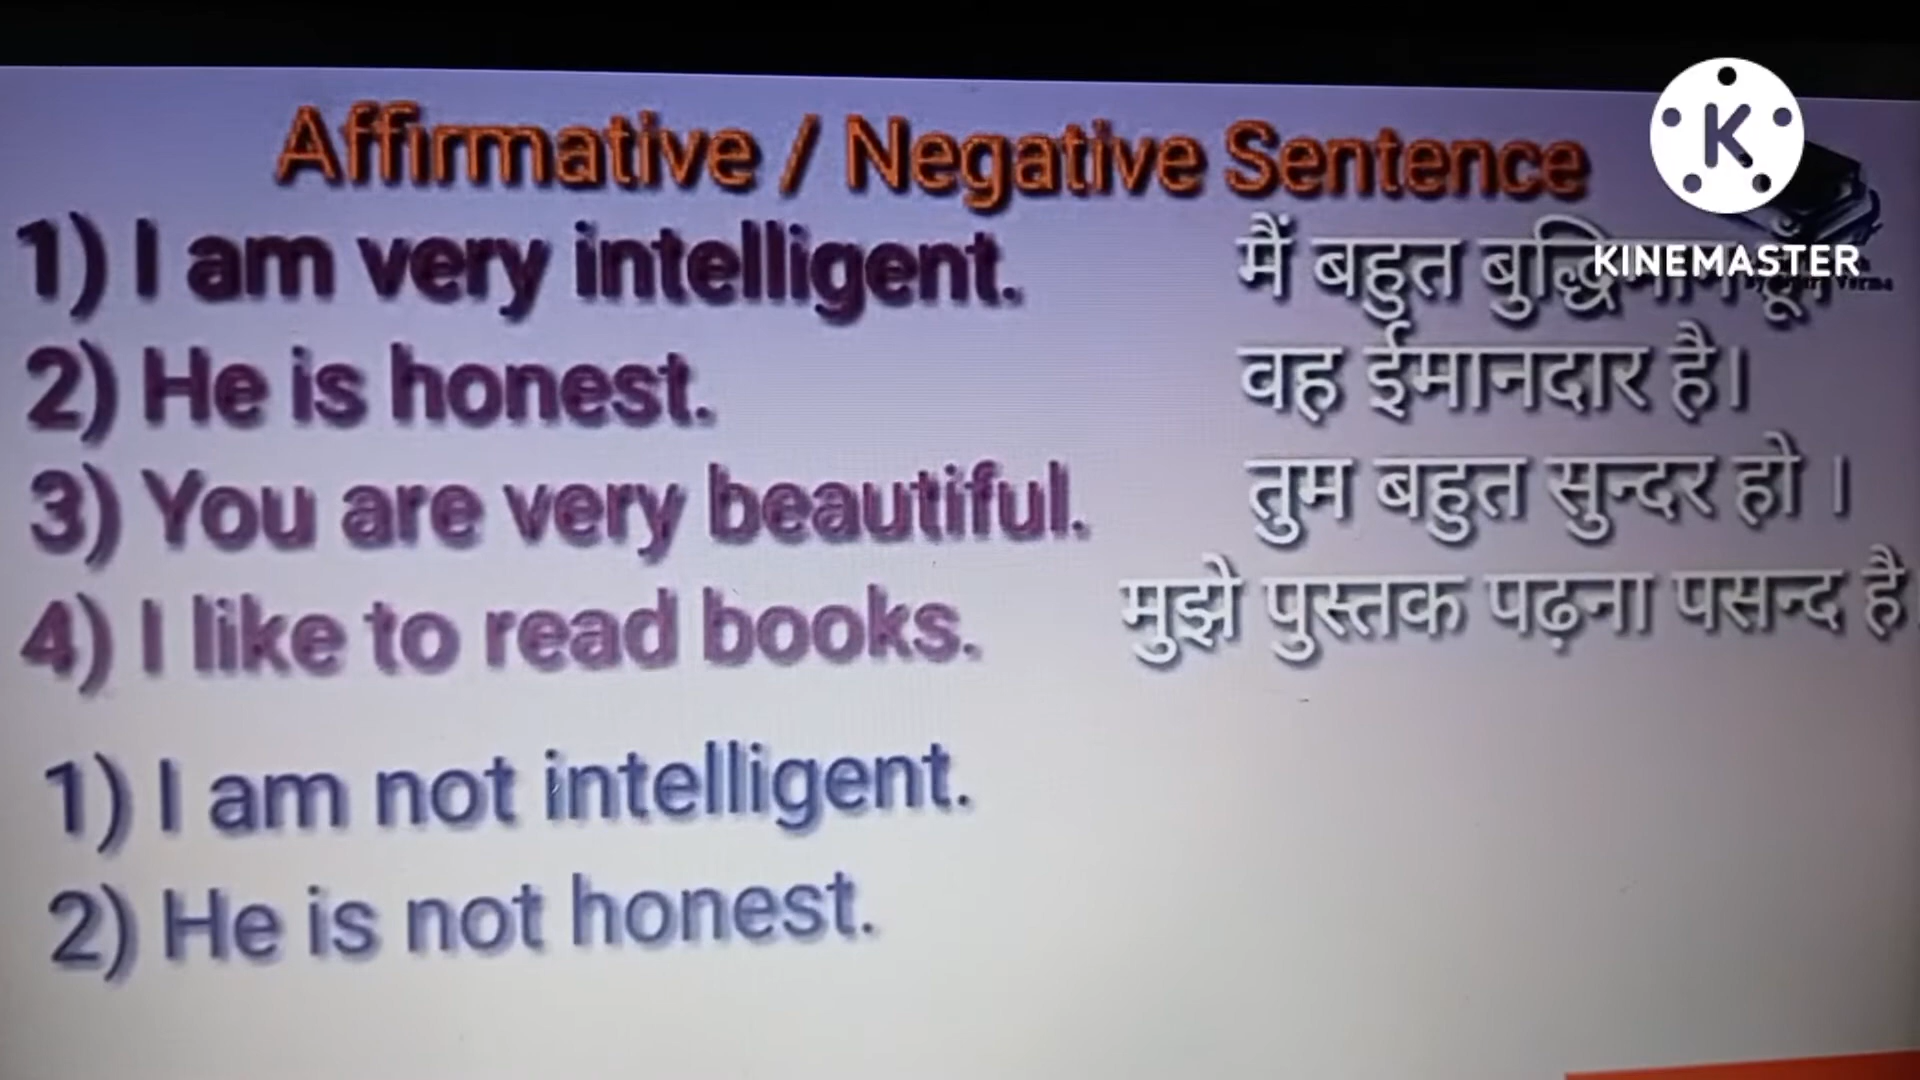 Affirmative / Negative Sentence
1) I am very intelligent. मैं बहुत
2) He is honest. वह ईमानदार है।
3) You are very beautiful. तुम बहुत सुन्दर हो ।
4) I like to read books. मुझे पुस्तक पढ़ना पसन्द है
1) I am not intelligent.
2) He is not honest.
K
KINEMASTER
Verma